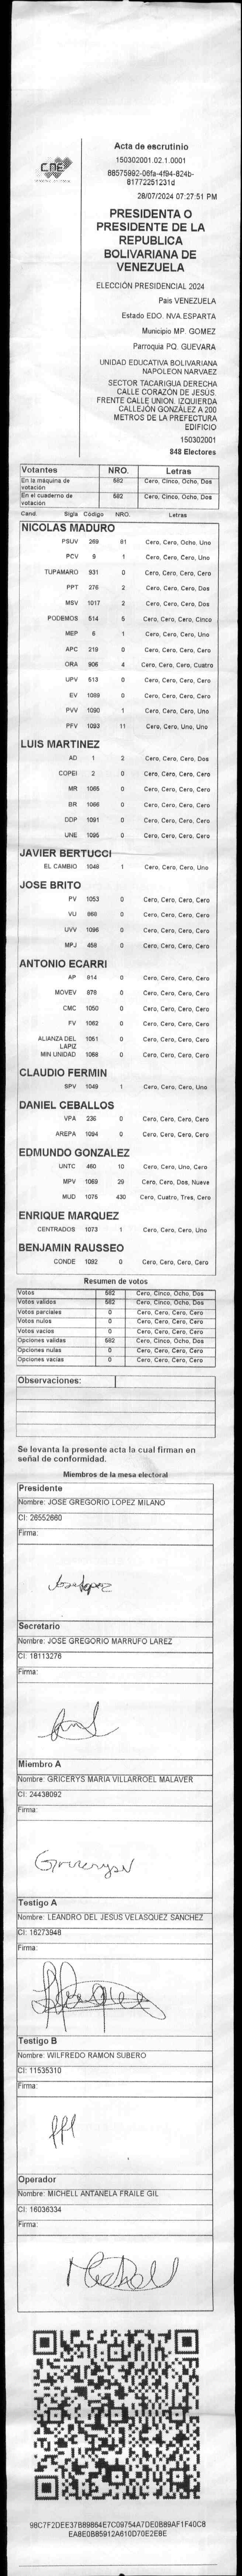 CNE
Acta de escrutinio
150302001.02.1.0001
88575992-06fa-4f94-824b-
81772251231d
28/07/2024 07:27:51 PM
PRESIDENTA O
PRESIDENTE DE LA
REPUBLICA
BOLIVARIANA DE
VENEZUELA
ELECCIÓN PRESIDENCIAL 2024
Pais VENEZUELA
Estado EDO. NVA.ESPARTA
Municipio MP. GOMEZ
Parroquia PQ. GUEVARA
UNIDAD EDUCATIVA BOLIVARIANA
NAPOLEON NARVAEZ
SECTOR TACARIGUA DERECHA
CALLE CORAZÓN DE JESÚS.
FRENTE CALLE UNION. IZQUIERDA
CALLEJÓN GONZÁLEZ A 200
METROS DE LA PREFECTURA
EDIFICIO
150302001
848 Electores
Votantes NRO. Letras
En la máquina de votación 582 Cero, Cinco, Ocho, Dos
En el cuaderno de votación 582 Cero, Cinco, Ocho, Dos
Cand. Sigla Código NRO. Letras
NICOLAS MADURO
PSUV 269 81 Cero, Cero, Ocho, Uno
PCV 9 1 Cero, Cero, Cero, Uno
TUPAMARO 931 0 Cero, Cero, Cero, Cero
PPT 276 2 Cero, Cero, Cero, Dos
MSV 1017 2 Cero, Cero, Cero, Dos
PODEMOS 514 5 Cero, Cero, Cero, Cinco
MEP 6 1 Cero, Cero, Cero, Uno
APC 219 0 Cero, Cero, Cero, Cero
ORA 906 4 Cero, Cero, Cero, Cuatro
UPV 513 0 Cero, Cero, Cero, Cero
EV 1089 0 Cero, Cero, Cero, Cero
PVV 1090 1 Cero, Cero, Cero, Uno
PFV 1093 11 Cero, Cero, Uno, Uno
LUIS MARTINEZ
AD 1 2 Cero, Cero, Cero, Dos
COPEI 2 0 Cero, Cero, Cero, Cero
MR 1065 0 Cero, Cero, Cero, Cero
BR 1066 0 Cero, Cero, Cero, Cero
DDP 1091 0 Cero, Cero, Cero, Cero
UNE 1095 0 Cero, Cero, Cero, Cero
JAVIER BERTUCCI
EL CAMBIO 1048 1 Cero, Cero, Cero, Uno
JOSE BRITO
PV 1053 0 Cero, Cero, Cero, Cero
VU 868 0 Cero, Cero, Cero, Cero
UVV 1096 0 Cero, Cero, Cero, Cero
MPJ 458 0 Cero, Cero, Cero, Cero
ANTONIO ECARRI
AP 914 0 Cero, Cero, Cero, Cero
MOVEV 878 0 Cero, Cero, Cero, Cero
CMC 1050 0 Cero, Cero, Cero, Cero
FV 1062 0 Cero, Cero, Cero, Cero
ALIANZA DEL LAPIZ 1051 0 Cero, Cero, Cero, Cero
MIN UNIDAD 1068 0 Cero, Cero, Cero, Cero
CLAUDIO FERMIN
SPV 1049 1 Cero, Cero, Cero, Uno
DANIEL CEBALLOS
VPA 236 0 Cero, Cero, Cero, Cero
AREPA 1094 0 Cero, Cero, Cero, Cero
EDMUNDO GONZALEZ
UNTC 460 10 Cero, Cero, Uno, Cero
MPV 1069 29 Cero, Cero, Dos, Nueve
MUD 1075 430 Cero, Cuatro, Tres, Cero
ENRIQUE MARQUEZ
CENTRADOS 1073 1 Cero, Cero, Cero, Uno
BENJAMIN RAUSSEO
CONDE 1092 0 Cero, Cero, Cero, Cero
Resumen de votos
Votos 582 Cero, Cinco, Ocho, Dos
Votos validos 582 Cero, Cinco, Ocho, Dos
Votos parciales 0 Cero, Cero, Cero, Cero
Votos nulos 0 Cero, Cero, Cero, Cero
Votos vacios 0 Cero, Cero, Cero, Cero
Opciones validas 582 Cero, Cinco, Ocho, Dos
Opciones nulas 0 Cero, Cero, Cero, Cero
Opciones vacias 0 Cero, Cero, Cero, Cero
Observaciones:
Se levanta la presente acta la cual firman en
señal de conformidad.
Miembros de la mesa electoral
Presidente
Nombre: JOSE GREGORIO LOPEZ MILANO
CI: 26552660
Firma:
Jose lopez
Secretario
Nombre: JOSE GREGORIO MARRUFO LAREZ
CI: 18113276
Firma:
Miembro A
Nombre: GRICERYS MARIA VILLARROEL MALAVER
CI: 24438092
Firma:
Testigo A
Nombre: LEANDRO DEL JESUS VELASQUEZ SANCHEZ
CI: 16273948
Firma:
Testigo B
Nombre: WILFREDO RAMON SUBERO
CI: 11535310
Firma:
Operador
Nombre: MICHELL ANTANELA FRAILE GIL
CI: 16036334
Firma:
98C7F2DEE37B89864E7C09754A7DE0B89AF1F40C8
EA8E0B85912A610D70E2E8E